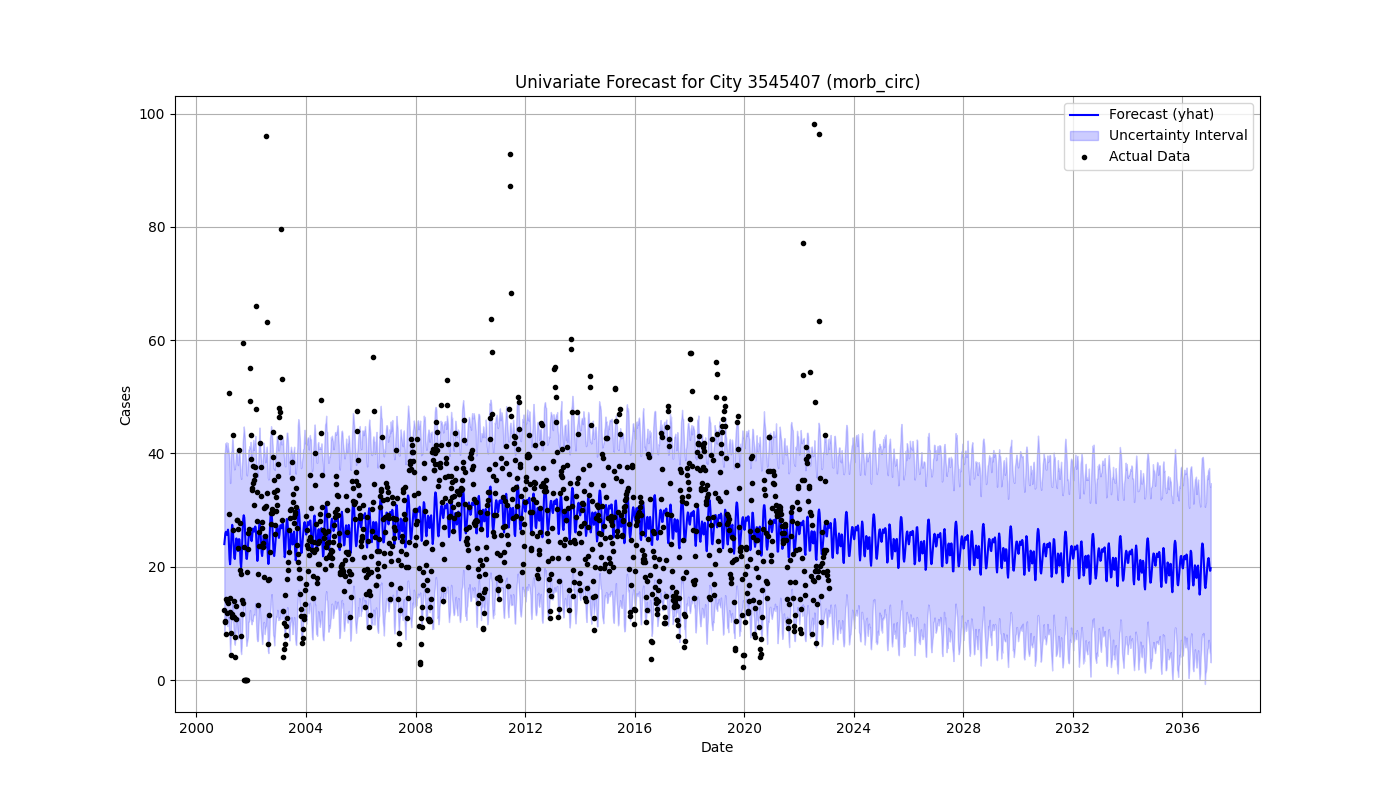 Univariate Forecast for City 3545407 (morb_circ)
Forecast (yhat)
Uncertainty Interval
Actual Data
Cases
100
80
60
40
20
0
2000 2004 2008 2012 2016 2020 2024 2028 2032 2036
Date